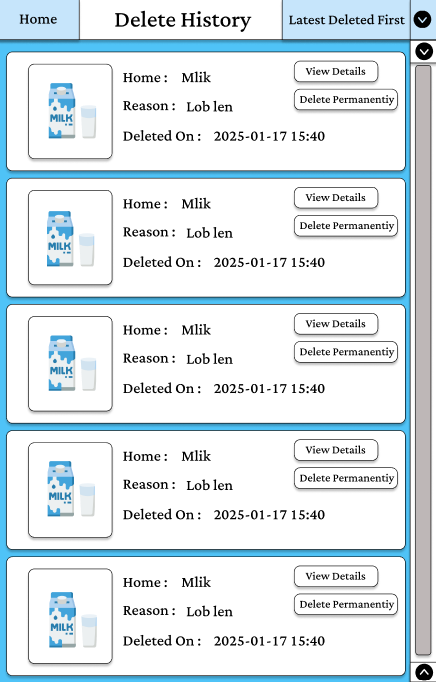 Home
Delete History
Latest Deleted First
MILK
Home : Mlik
Reason : Lob len
Deleted On : 2025-01-17 15:40
View Details
Delete Permanentiy
MILK
Home : Mlik
Reason : Lob len
Deleted On : 2025-01-17 15:40
View Details
Delete Permanentiy
MILK
Home : Mlik
Reason : Lob len
Deleted On : 2025-01-17 15:40
View Details
Delete Permanentiy
MILK
Home : Mlik
Reason : Lob len
Deleted On : 2025-01-17 15:40
View Details
Delete Permanentiy
MILK
Home : Mlik
Reason : Lob len
Deleted On : 2025-01-17 15:40
View Details
Delete Permanentiy